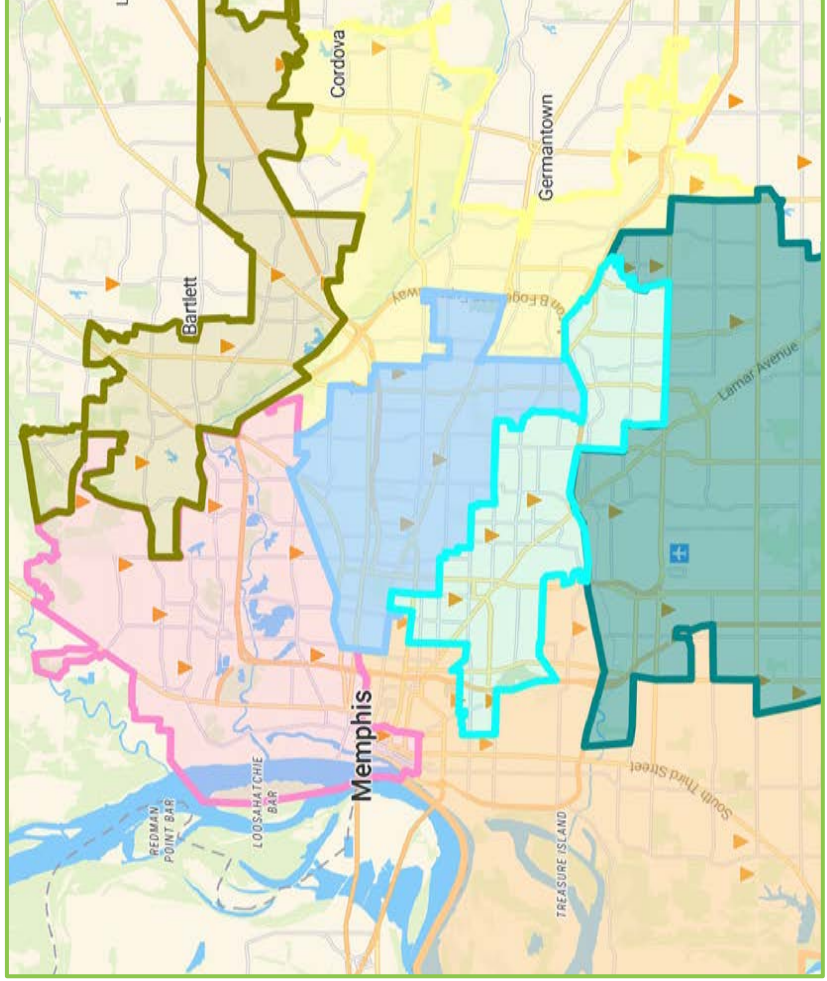 Cordova
Germantown
Bartlett
Lamar Avenue
Memphis
LOOSAHATCHIE
BAR
REDMAN
POINT BAR
TREASURE ISLAND
South Third Street